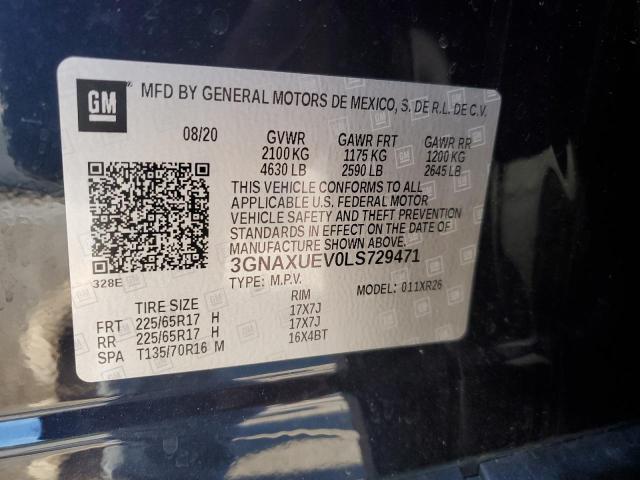 GM
MFD BY GENERAL MOTORS DE MEXICO, S. DE R.L. DE C.V.
08/20 GVWR GAWR FRT GAWR RR
2100 KG 1175 KG 1200 KG
4630 LB 2590 LB 2645 LB
THIS VEHICLE CONFORMS TO ALL
APPLICABLE U.S. FEDERAL MOTOR
VEHICLE SAFETY AND THEFT PREVENTION
STANDARDS IN EFFECT ON THE DATE OF
MANUFACTURE SHOWN ABOVE.
3GNAXUEV0LS729471
328E TYPE: M.P.V. MODEL: 011XR26
TIRE SIZE RIM
FRT 225/65R17 H 17X7J
RR 225/65R17 H 17X7J
SPA T135/70R16 M 16X4BT